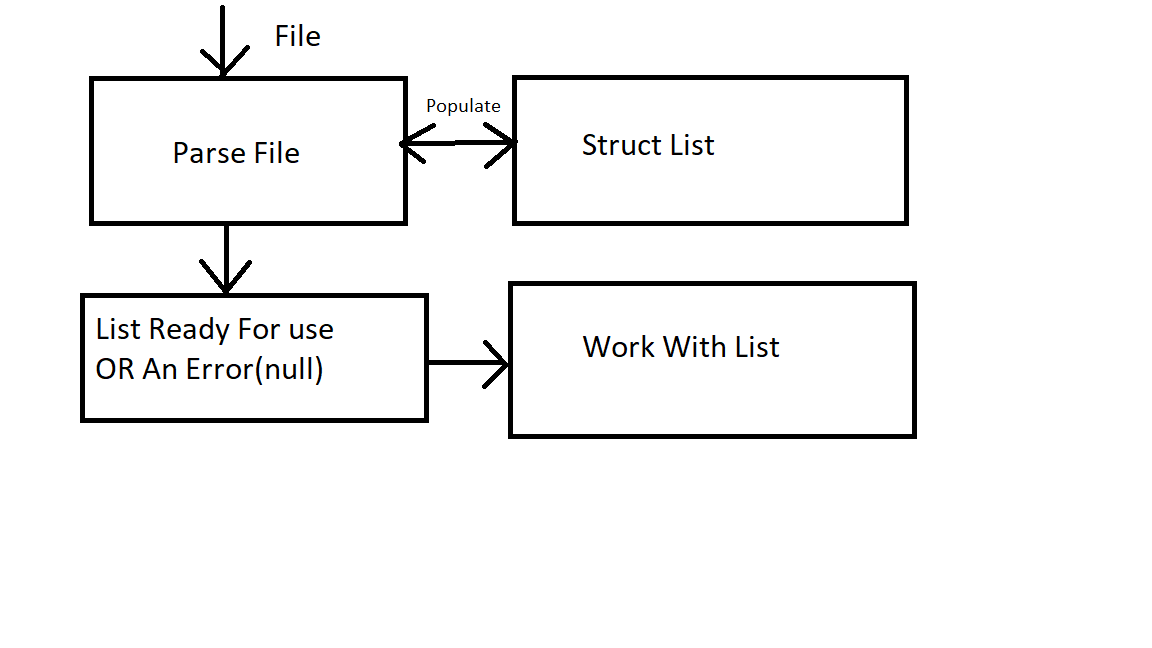 File
Populate
Parse File
Struct List
List Ready For use
OR An Error(null)
Work With List